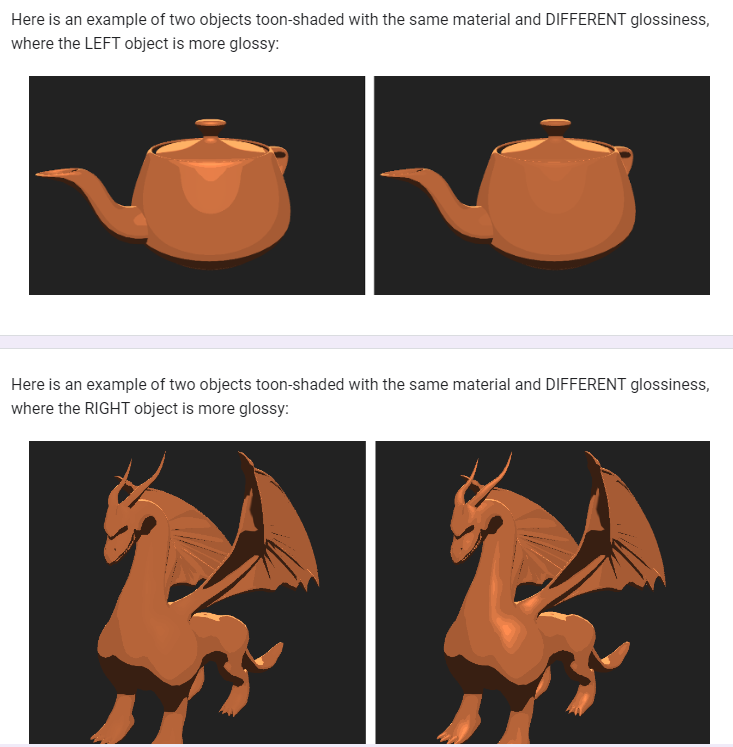 Here is an example of two objects toon-shaded with the same material and DIFFERENT glossiness,
where the LEFT object is more glossy:
Here is an example of two objects toon-shaded with the same material and DIFFERENT glossiness,
where the RIGHT object is more glossy: